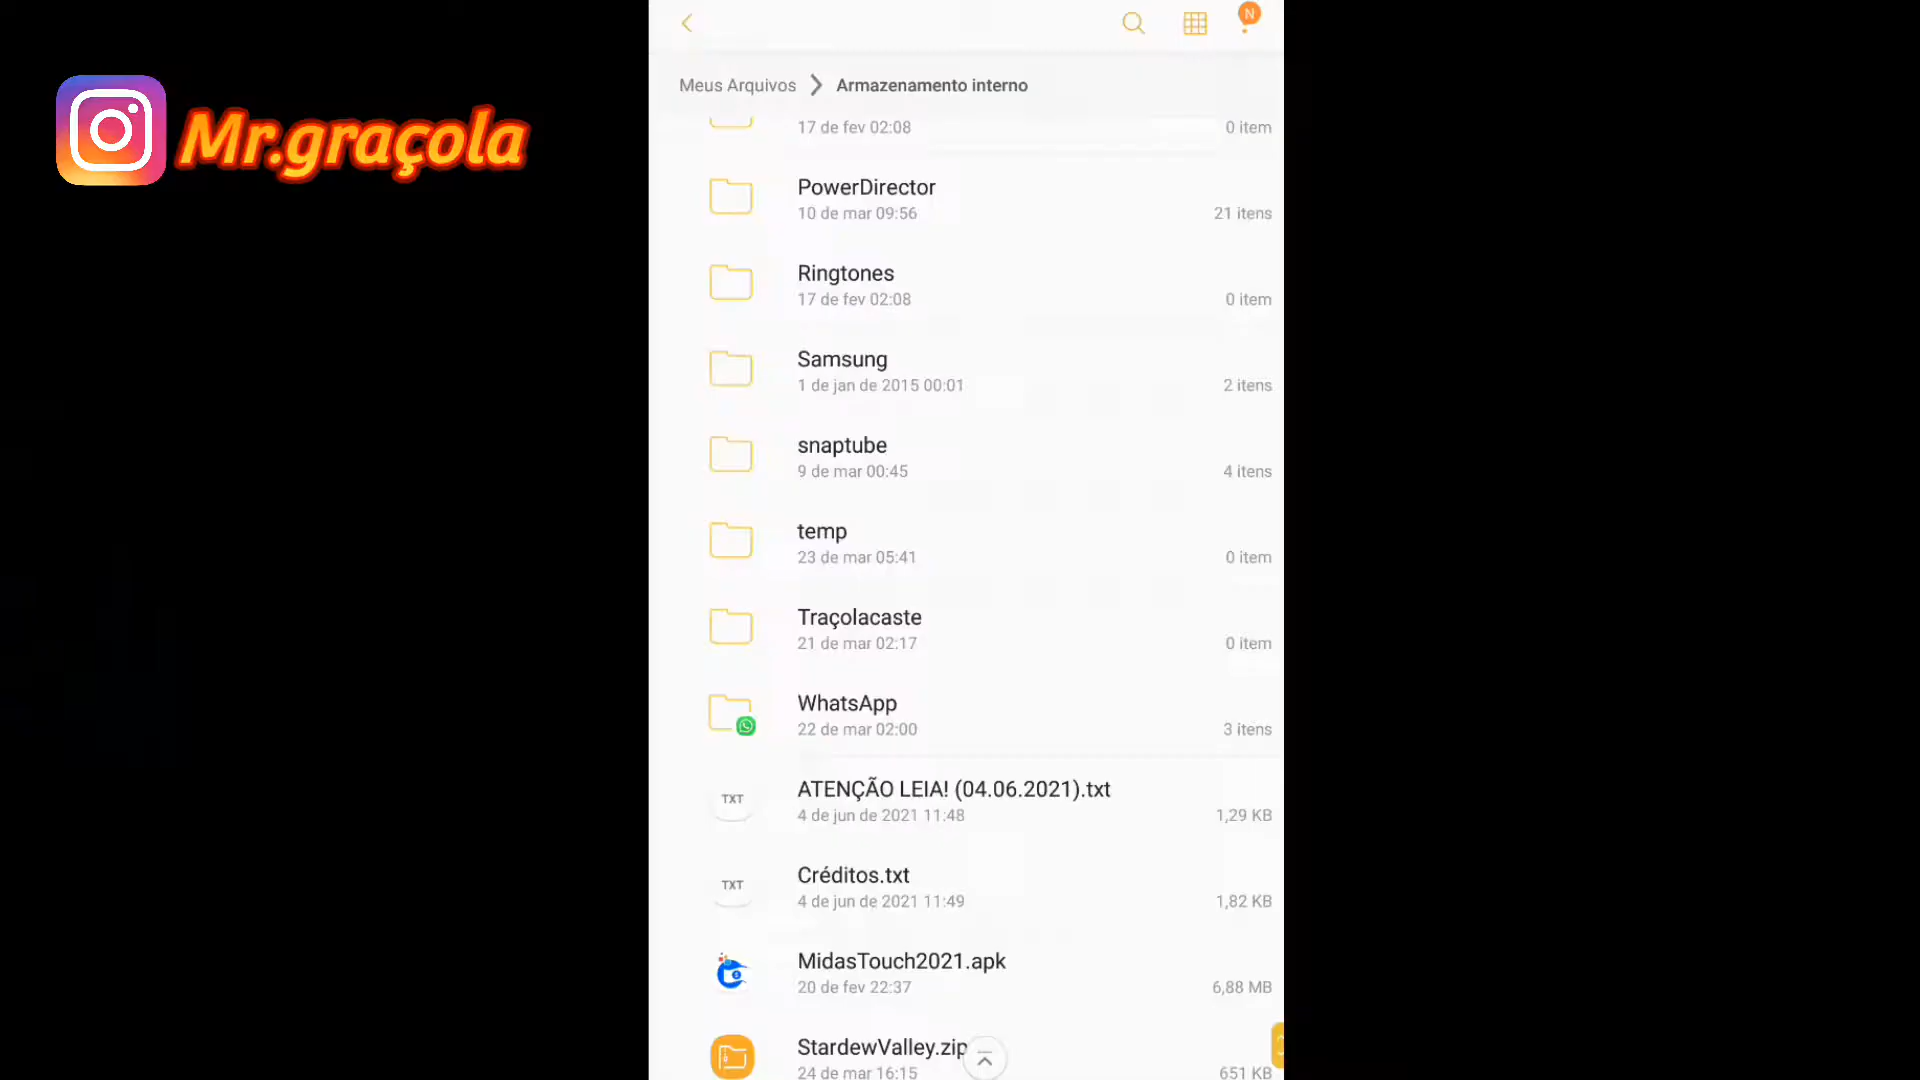 N
Meus Arquivos
Armazenamento interno
Mr.graçola
17 de fev 02:08
0 item
PowerDirector
10 de mar 09:56
21 itens
Ringtones
17 de fev 02:08
0 item
Samsung
1 de jan de 2015 00:01
2 itens
snaptube
9 de mar 00:45
4 itens
temp
23 de mar 05:41
0 item
Traçolacaste
21 de mar 02:17
0 item
WhatsApp
22 de mar 02:00
3 itens
ATENÇÃO LEIA! (04.06.2021).txt
TXT
4 de jun de 2021 11:48
1,29 KB
Créditos.txt
TXT
4 de jun de 2021 11:49
1,82 KB
MidasTouch2021.apk
20 de fev 22:37
6,88 MB
StardewValley.zip
24 de mar 16:15
651 KB